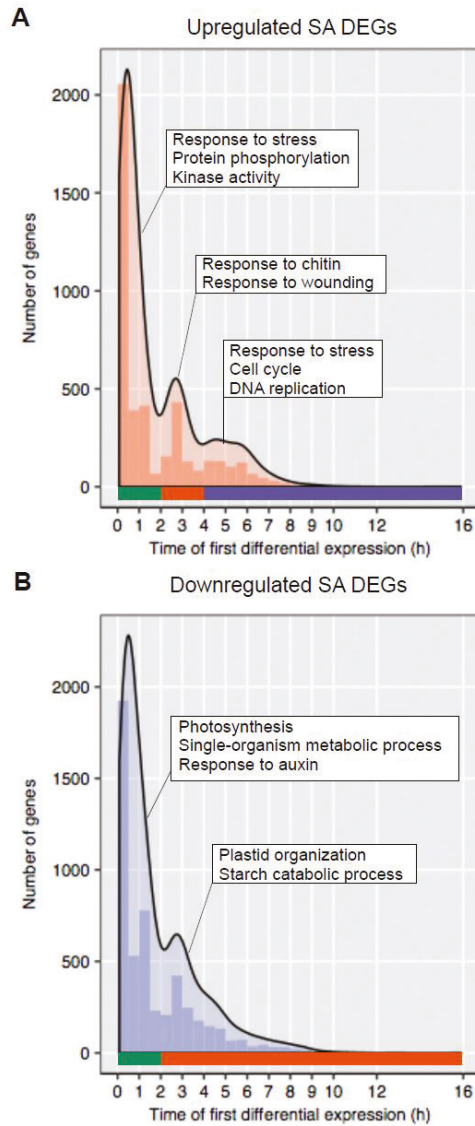 A
Upregulated SA DEGs
2000
1500
1000
500
0
Number of genes
Response to stress
Protein phosphorylation
Kinase activity
Response to chitin
Response to wounding
Response to stress
Cell cycle
DNA replication
0 1 2 3 4 5 6 7 8 9 10 12 16
Time of first differential expression (h)
B
Downregulated SA DEGs
2000
1500
1000
500
0
Number of genes
Photosynthesis
Single-organism metabolic process
Response to auxin
Plastid organization
Starch catabolic process
0 1 2 3 4 5 6 7 8 9 10 12 16
Time of first differential expression (h)